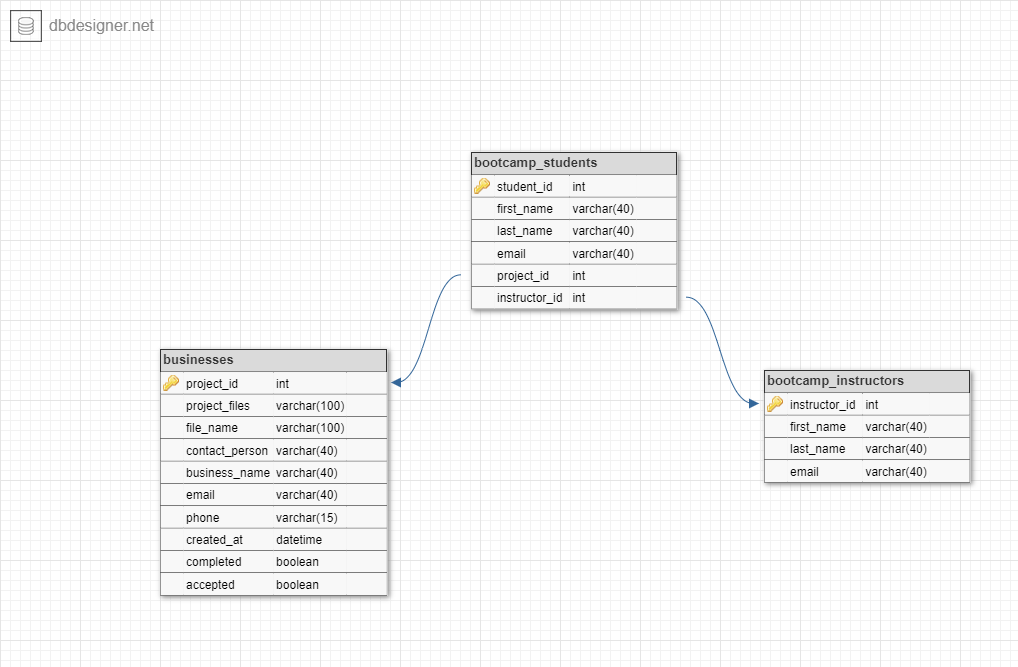 dbdesigner.net
bootcamp_students
student_id int
first_name varchar(40)
last_name varchar(40)
email varchar(40)
project_id int
instructor_id int
businesses
project_id int
project_files varchar(100)
file_name varchar(100)
contact_person varchar(40)
business_name varchar(40)
email varchar(40)
phone varchar(15)
created_at datetime
completed boolean
accepted boolean
bootcamp_instructors
instructor_id int
first_name varchar(40)
last_name varchar(40)
email varchar(40)